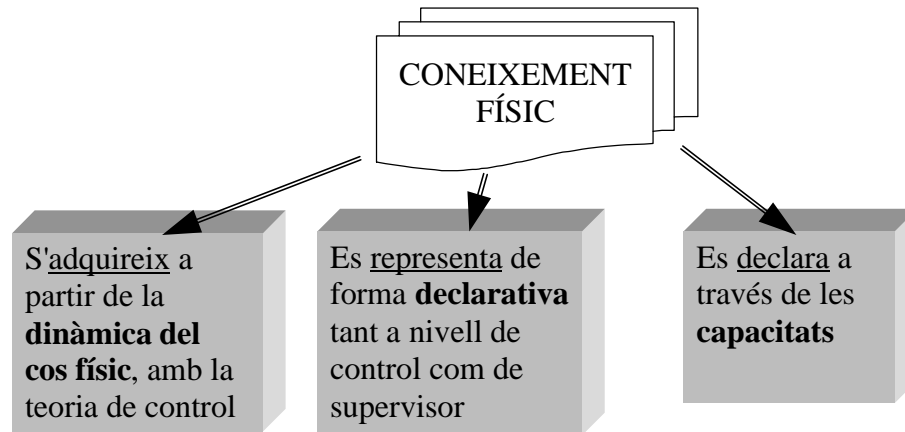 CONEIXEMENT
FÍSIC
S'adquireix a
partir de la
dinàmica del
cos físic, amb la
teoria de control
Es representa de
forma declarativa
tant a nivell de
control com de
supervisor
Es declara a
través de les
capacitats